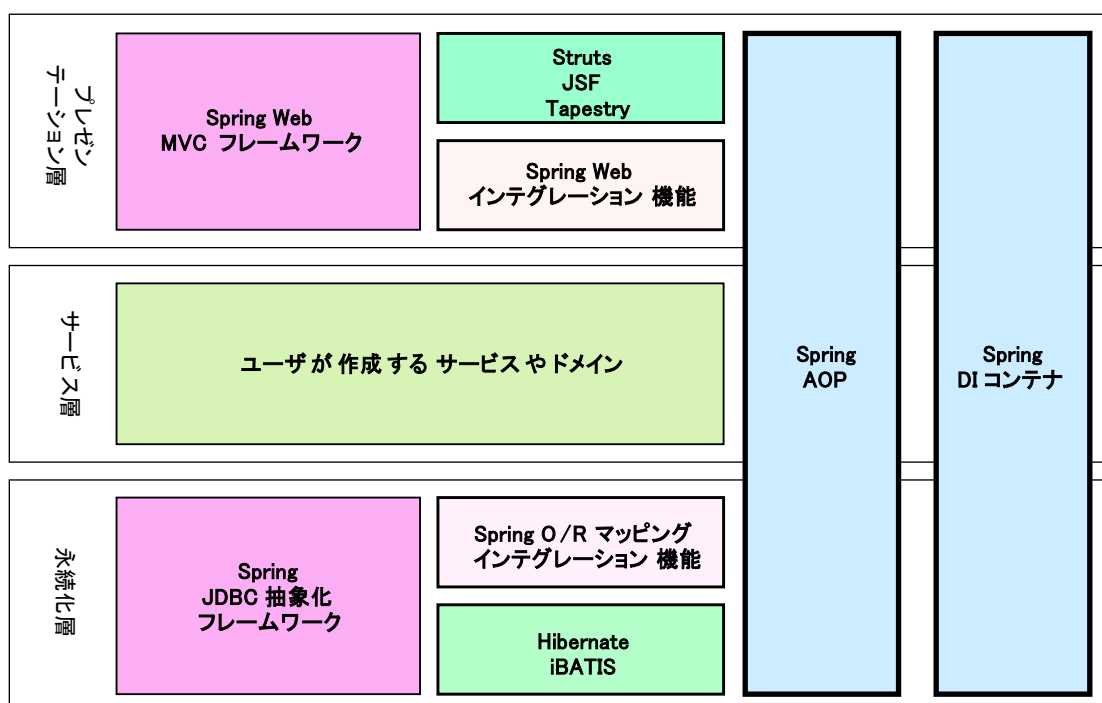 プレゼン
テーション層
Spring Web
MVC フレームワーク
Struts
JSF
Tapestry
Spring Web
インテグレーション 機能
サービス層
ユーザが 作成する サービスやドメイン
Spring
AOP
Spring
DI コンテナ
永続化層
Spring
JDBC 抽象化
フレームワーク
Spring O/R マッピング
インテグレーション 機能
Hibernate
iBATIS